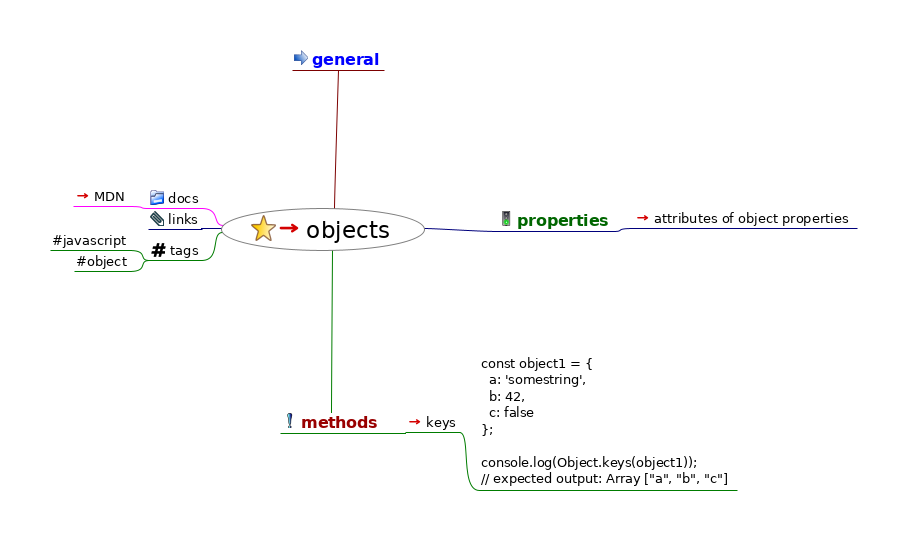 general
MDN
docs
links
#javascript
#object
# tags
objects
properties
attributes of object properties
methods
keys
const object1 = {
  a: 'somestring',
  b: 42,
  c: false
};
console.log(Object.keys(object1));
// expected output: Array ["a", "b", "c"]